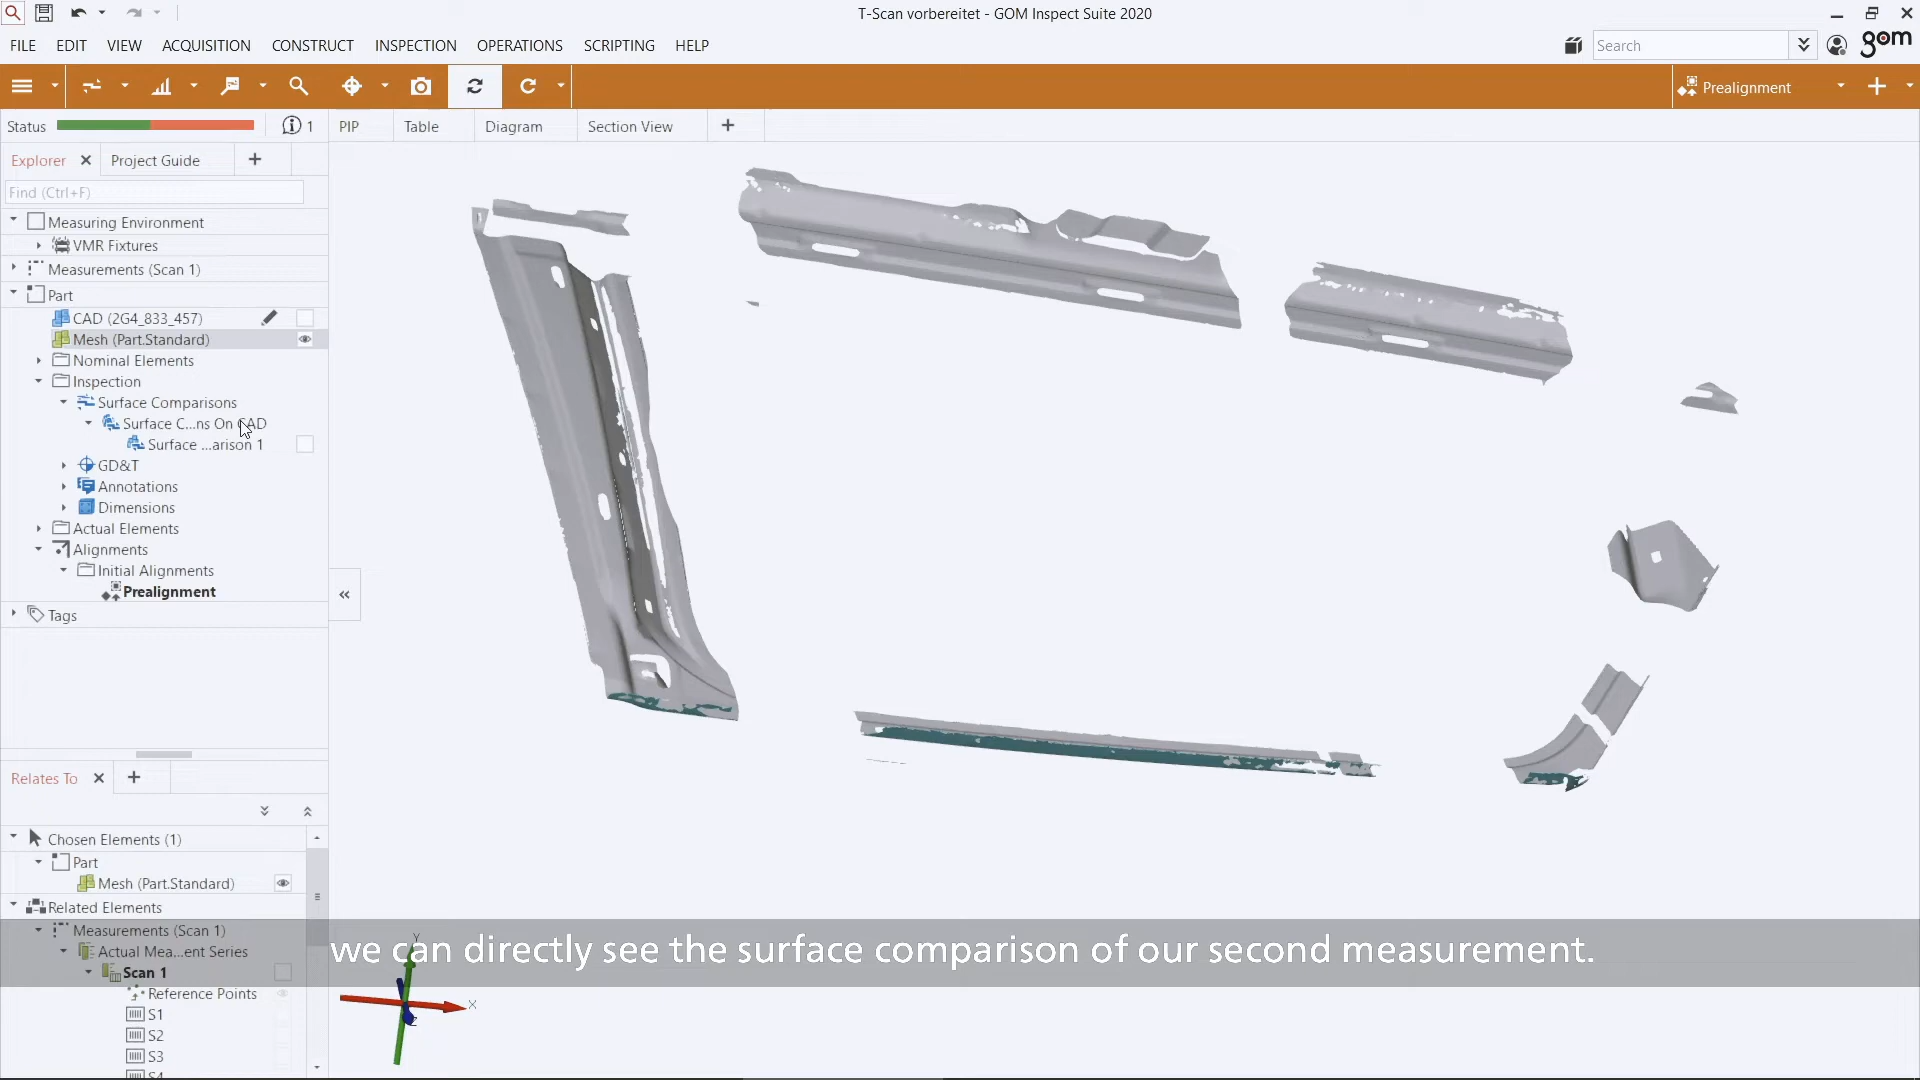 T-Scan vorbereitet - GOM Inspect Suite 2020
FILE EDIT VIEW ACQUISITION CONSTRUCT INSPECTION OPERATIONS SCRIPTING HELP
Search
gom
Prealignment
Status
1
PIP
Table
Diagram
Section View
Explorer
Project Guide
Find (Ctrl+F)
Measuring Environment
VMR Fixtures
Measurements (Scan 1)
Part
CAD (2G4_833_457)
Mesh (Part.Standard)
Nominal Elements
Inspection
Surface Comparisons
Surface C...ns On CAD
Surface ...arison 1
GD&T
Annotations
Dimensions
Actual Elements
Alignments
Initial Alignments
Prealignment
Tags
Relates To
Chosen Elements (1)
Part
Mesh (Part.Standard)
Related Elements
Measurements (Scan 1)
Actual Mea...ent Series
Scan 1
Reference Points
S1
S2
S3
S4
we can directly see the surface comparison of our second measurement.
Y
X
Z